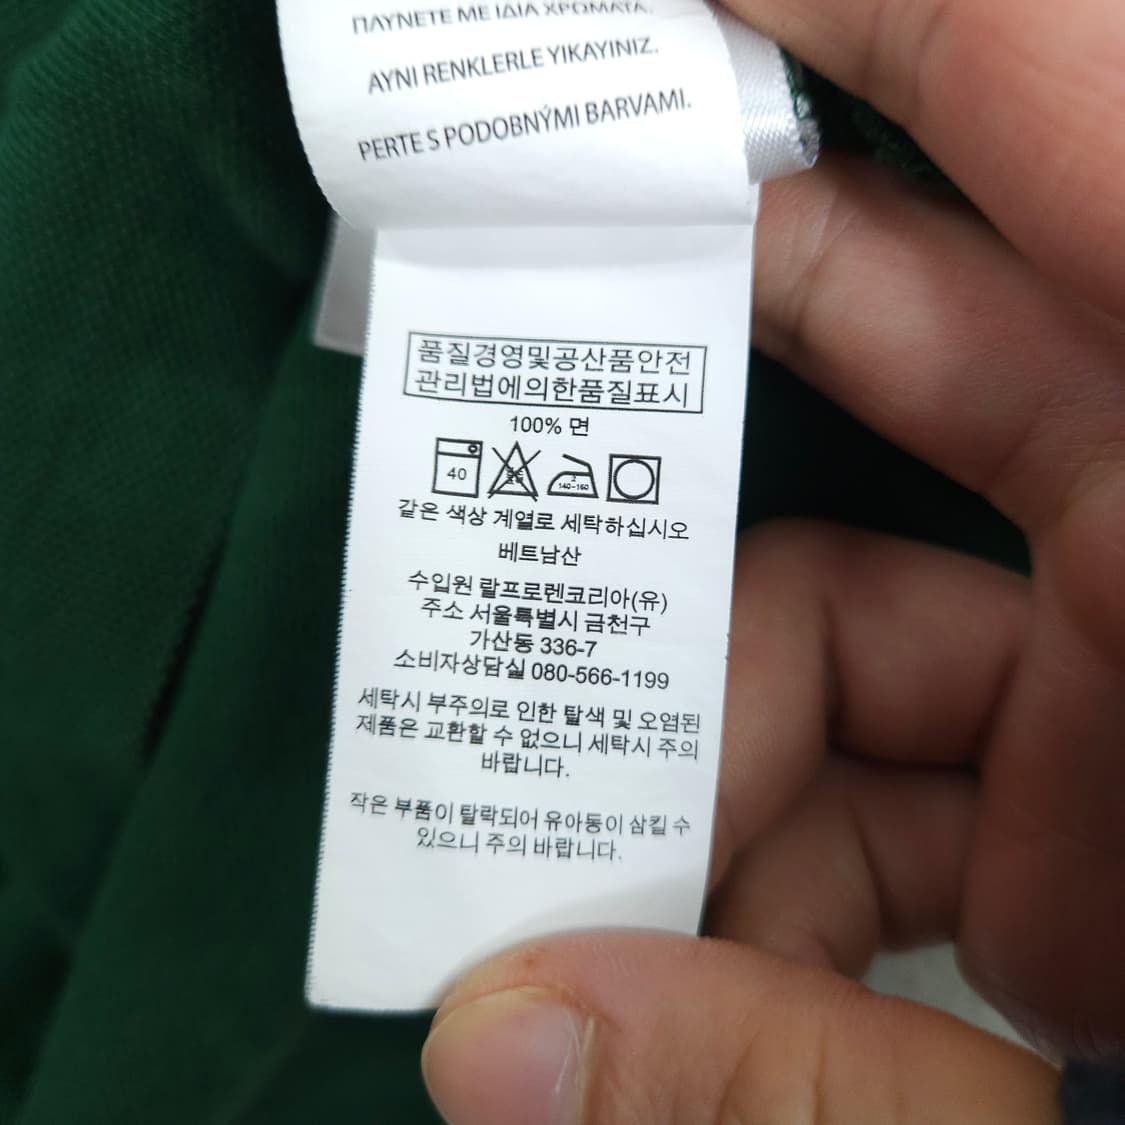 ΠΛΥΝΕΤΕ ΜΕ ΙΔΙΑ ΧΡΩΜΑΤΑ.
AYNI RENKLERLE YIKAYINIZ.
PERTE S PODOBNÝMI BARVAMI.
품질경영및공산품안전
관리법에의한품질표시
100% 면
40
140-160
같은 색상 계열로 세탁하십시오
베트남산
수입원 랄프로렌코리아(유)
주소 서울특별시 금천구
가산동 336-7
소비자상담실 080-566-1199
세탁시 부주의로 인한 탈색 및 오염된
제품은 교환할 수 없으니 세탁시 주의
바랍니다.
작은 부품이 탈락되어 유아동이 삼킬 수
있으니 주의 바랍니다.